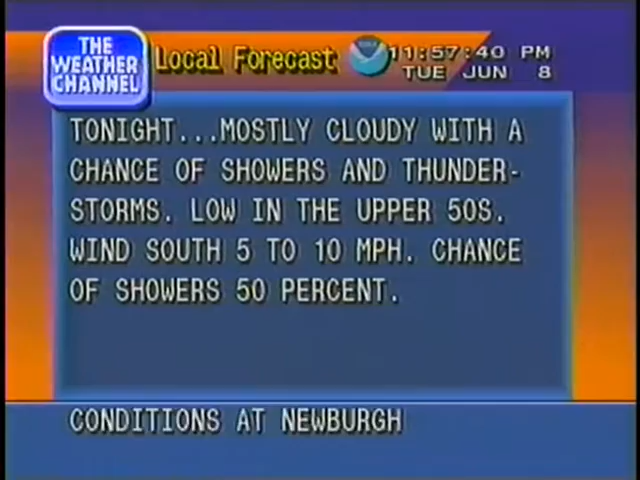 THE
WEATHER
CHANNEL
Local Forecast
NOAA
11:57:40 PM
TUE JUN 8
TONIGHT...MOSTLY CLOUDY WITH A
CHANCE OF SHOWERS AND THUNDER-
STORMS. LOW IN THE UPPER 50S.
WIND SOUTH 5 TO 10 MPH. CHANCE
OF SHOWERS 50 PERCENT.
CONDITIONS AT NEWBURGH